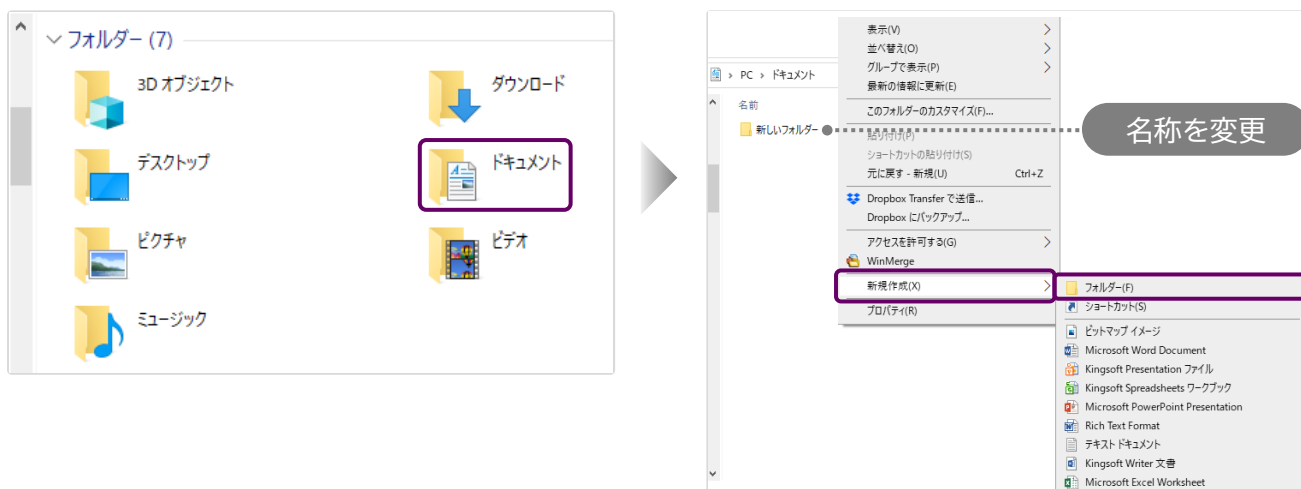 フォルダー (7)
3D オブジェクト
ダウンロード
デスクトップ
ドキュメント
ピクチャ
ビデオ
ミュージック
PC › ドキュメント
名前
新しいフォルダー
名称を変更
表示(V)
並べ替え(O)
グループで表示(P)
最新の情報に更新(E)
このフォルダーのカスタマイズ(F)...
貼り付け(P)
ショートカットの貼り付け(S)
元に戻す - 新規(U) Ctrl+Z
Dropbox Transfer で送信...
Dropbox にバックアップ...
アクセスを許可する(G)
WinMerge
新規作成(X)
プロパティ(R)
フォルダー(F)
ショートカット(S)
ビットマップ イメージ
Microsoft Word Document
Kingsoft Presentation ファイル
Kingsoft Spreadsheets ワークブック
Microsoft PowerPoint Presentation
Rich Text Format
テキスト ドキュメント
Kingsoft Writer 文書
Microsoft Excel Worksheet